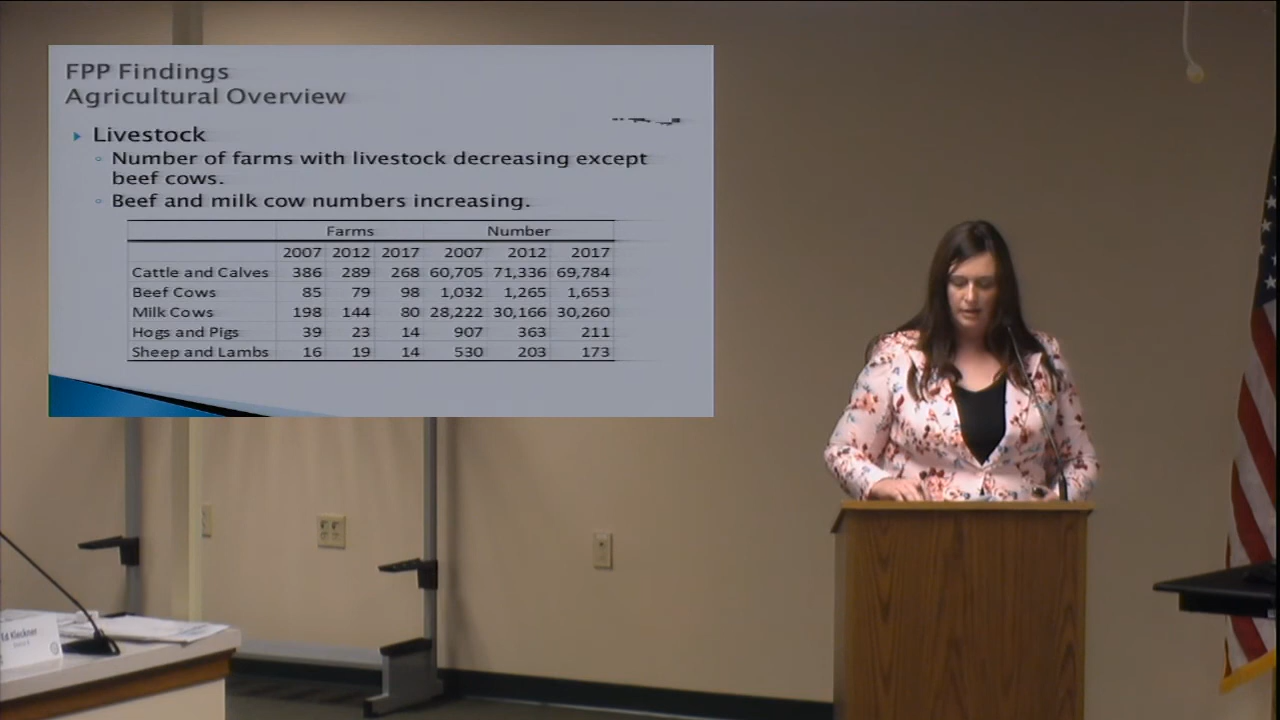 FPP Findings
Agricultural Overview
Livestock
Number of farms with livestock decreasing except
beef cows.
Beef and milk cow numbers increasing.
Farms Number
2007 2012 2017 2007 2012 2017
Cattle and Calves 386 289 268 60,705 71,336 69,784
Beef Cows 85 79 98 1,032 1,265 1,653
Milk Cows 198 144 80 28,222 30,166 30,260
Hogs and Pigs 39 23 14 907 363 211
Sheep and Lambs 16 19 14 530 203 173
Ed Kleckner